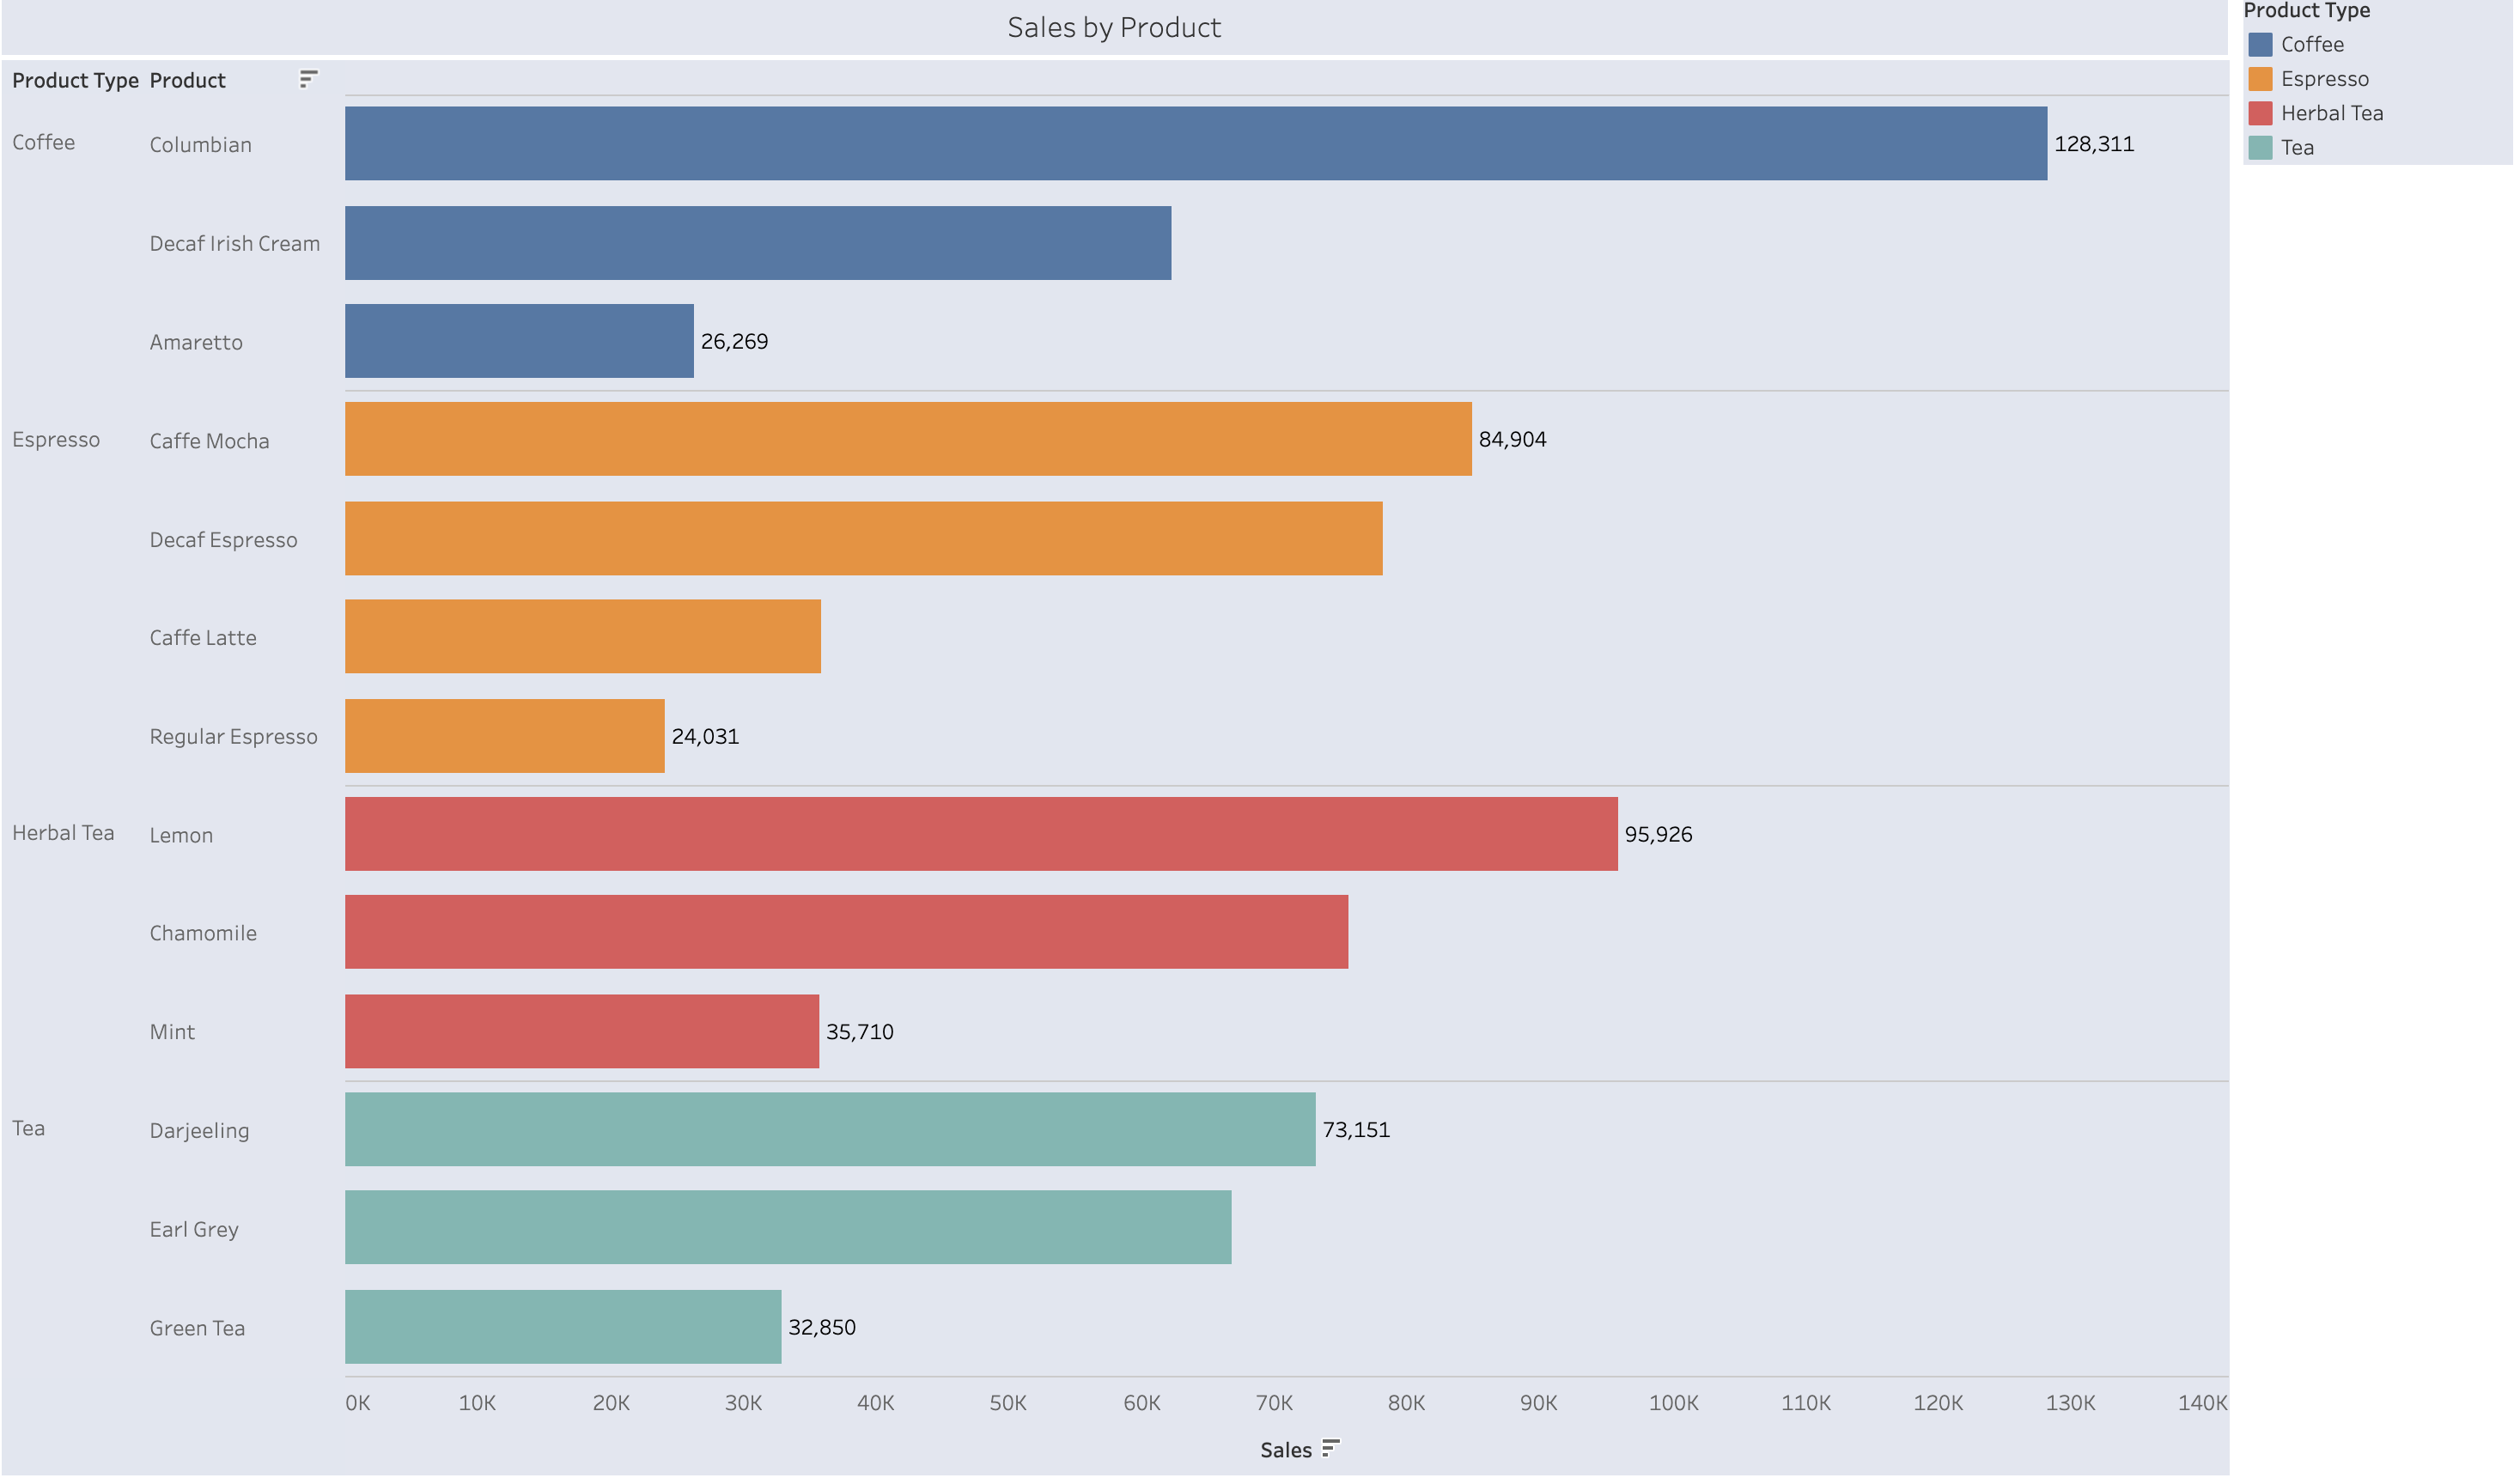 Sales by Product
Product Type Product
Coffee Columbian 128,311
Decaf Irish Cream
Amaretto 26,269
Espresso Caffe Mocha 84,904
Decaf Espresso
Caffe Latte
Regular Espresso 24,031
Herbal Tea Lemon 95,926
Chamomile
Mint 35,710
Tea Darjeeling 73,151
Earl Grey
Green Tea 32,850
0K 10K 20K 30K 40K 50K 60K 70K 80K 90K 100K 110K 120K 130K 140K
Sales
Product Type
Coffee
Espresso
Herbal Tea
Tea